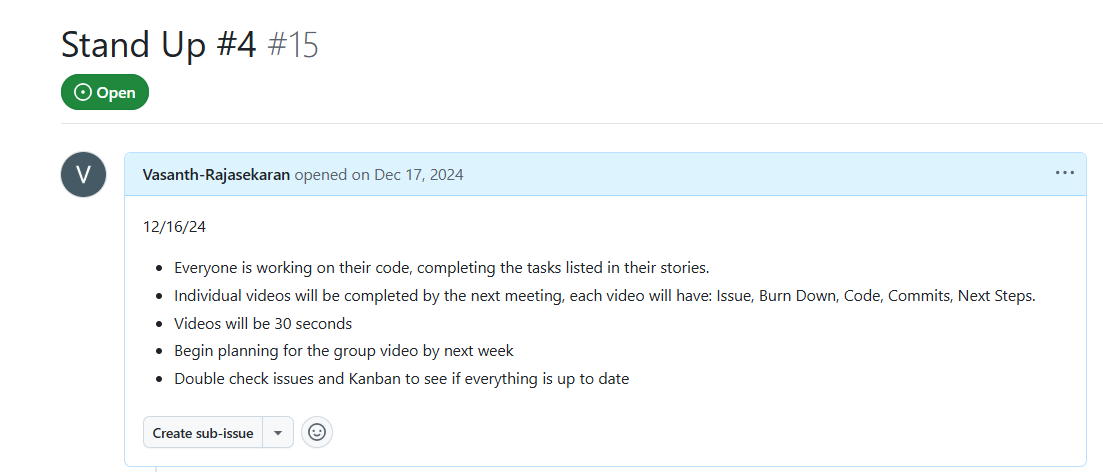 Stand Up #4 #15
Open
V
Vasanth-Rajasekaran opened on Dec 17, 2024
12/16/24
Everyone is working on their code, completing the tasks listed in their stories.
Individual videos will be completed by the next meeting, each video will have: Issue, Burn Down, Code, Commits, Next Steps.
Videos will be 30 seconds
Begin planning for the group video by next week
Double check issues and Kanban to see if everything is up to date
Create sub-issue